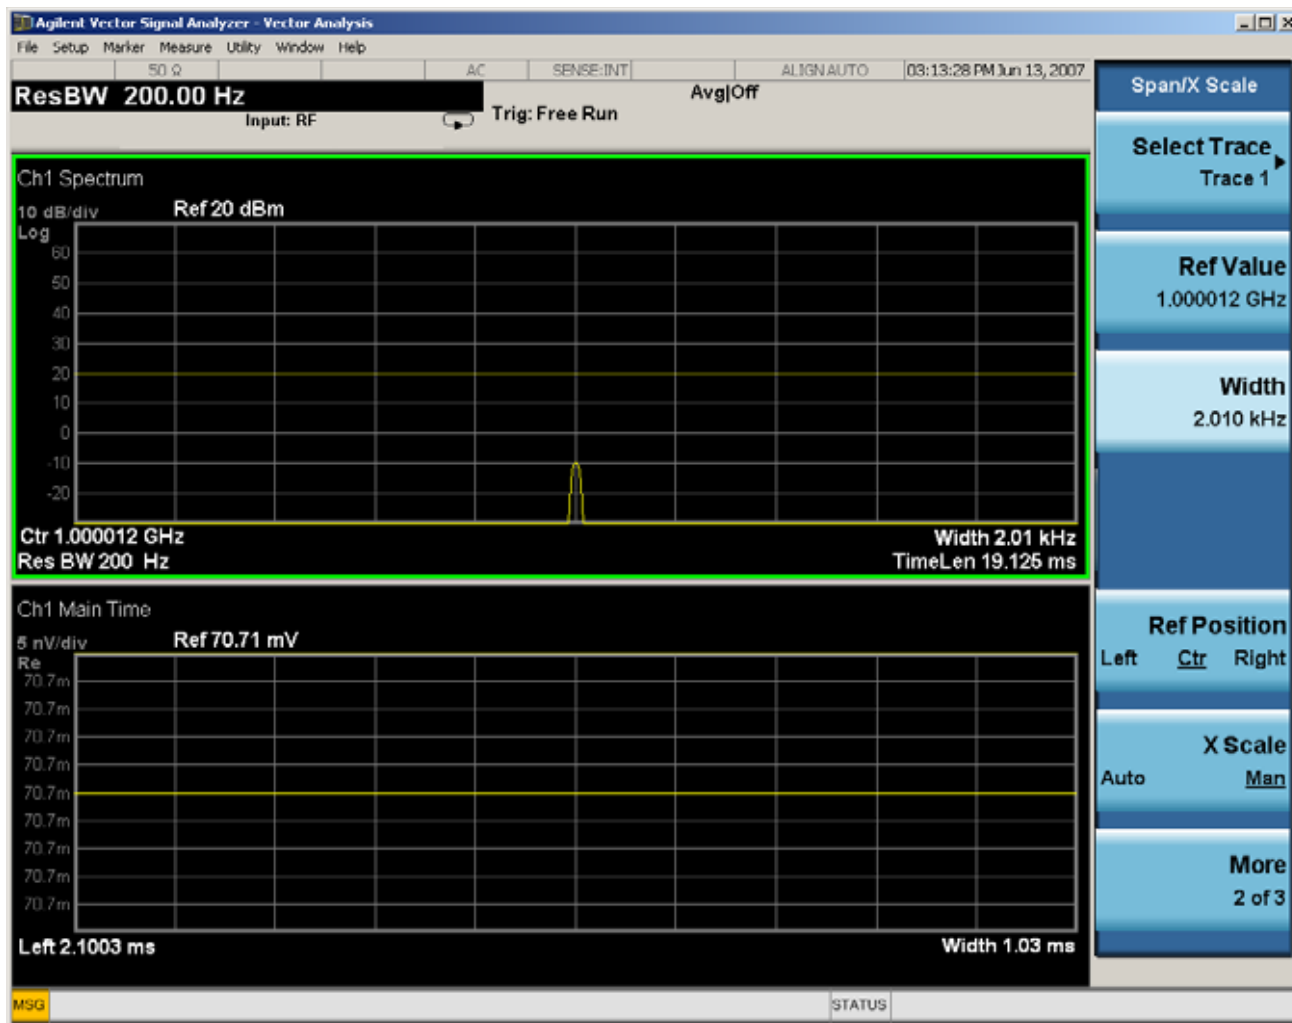 Agilent Vector Signal Analyzer - Vector Analysis
File Setup Marker Measure Utility Window Help
50 Ω AC SENSE:INT ALIGN AUTO 03:13:28 PM Jun 13, 2007
ResBW 200.00 Hz
Avg|Off
Input: RF
Trig: Free Run
Ch1 Spectrum
10 dB/div
Ref 20 dBm
Log
60
50
40
30
20
10
0
-10
-20
Ctr 1.000012 GHz
Width 2.01 kHz
Res BW 200 Hz
TimeLen 19.125 ms
Ch1 Main Time
5 nV/div
Ref 70.71 mV
Re
70.7m
70.7m
70.7m
70.7m
70.7m
70.7m
70.7m
70.7m
70.7m
Left 2.1003 ms
Width 1.03 ms
Span/X Scale
Select Trace
Trace 1
Ref Value
1.000012 GHz
Width
2.010 kHz
Ref Position
Left Ctr Right
X Scale
Auto Man
More
2 of 3
MSG
STATUS